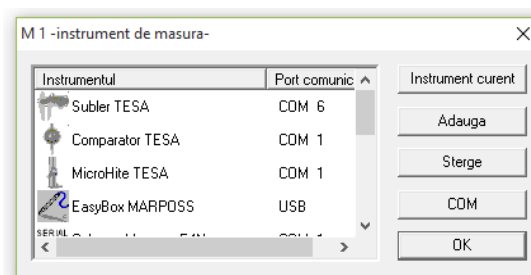 M 1 -instrument de masura-
Instrumentul Port comunic
Subler TESA COM 6
Comparator TESA COM 1
MicroHite TESA COM 1
EasyBox MARPOSS USB
SERIAL
Instrument curent
Adauga
Sterge
COM
OK